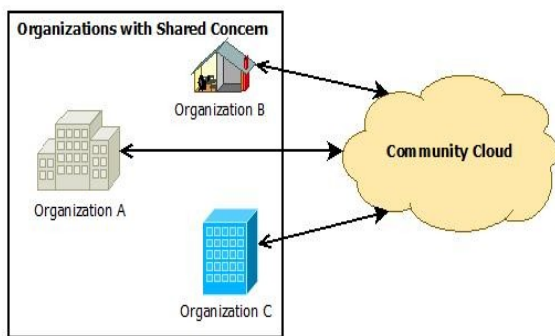 Organizations with Shared Concern
Organization B
Community Cloud
Organization A
Organization C